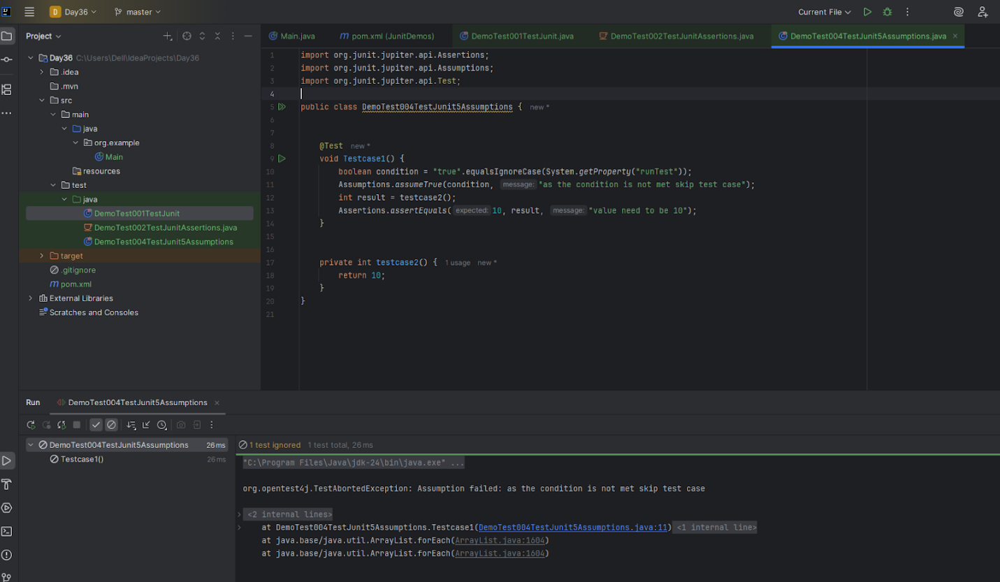 D Day36 master Current File
Project
Main.java pom.xml (JunitDemos) DemoTest001TestJunit.java DemoTest002TestJunitAssertions.java DemoTest004TestJunit5Assumptions.java
Day36 C:\Users\Dell\IdeaProjects\Day36
.idea
.mvn
src
main
java
org.example
Main
resources
test
java
DemoTest001TestJunit
DemoTest002TestJunitAssertions.java
DemoTest004TestJunit5Assumptions
target
.gitignore
pom.xml
External Libraries
Scratches and Consoles
1 import org.junit.jupiter.api.Assertions;
2 import org.junit.jupiter.api.Assumptions;
3 import org.junit.jupiter.api.Test;
4
5 public class DemoTest004TestJunit5Assumptions { new *
6
7
8 @Test new *
9 void Testcase1() {
10 boolean condition = "true".equalsIgnoreCase(System.getProperty("runTest"));
11 Assumptions.assumeTrue(condition, message: "as the condition is not met skip test case");
12 int result = testcase2();
13 Assertions.assertEquals( expected: 10, result, message: "value need to be 10");
14 }
15
16
17 private int testcase2() { 1 usage new *
18 return 10;
19 }
20 }
21
Run DemoTest004TestJunit5Assumptions
DemoTest004TestJunit5Assumptions 26 ms
Testcase1() 26 ms
1 test ignored 1 test total, 26 ms
"C:\Program Files\Java\jdk-24\bin\java.exe" ...
org.opentest4j.TestAbortedException: Assumption failed: as the condition is not met skip test case
<2 internal lines>
at DemoTest004TestJunit5Assumptions.Testcase1(DemoTest004TestJunit5Assumptions.java:11) <1 internal line>
at java.base/java.util.ArrayList.forEach(ArrayList.java:1604)
at java.base/java.util.ArrayList.forEach(ArrayList.java:1604)